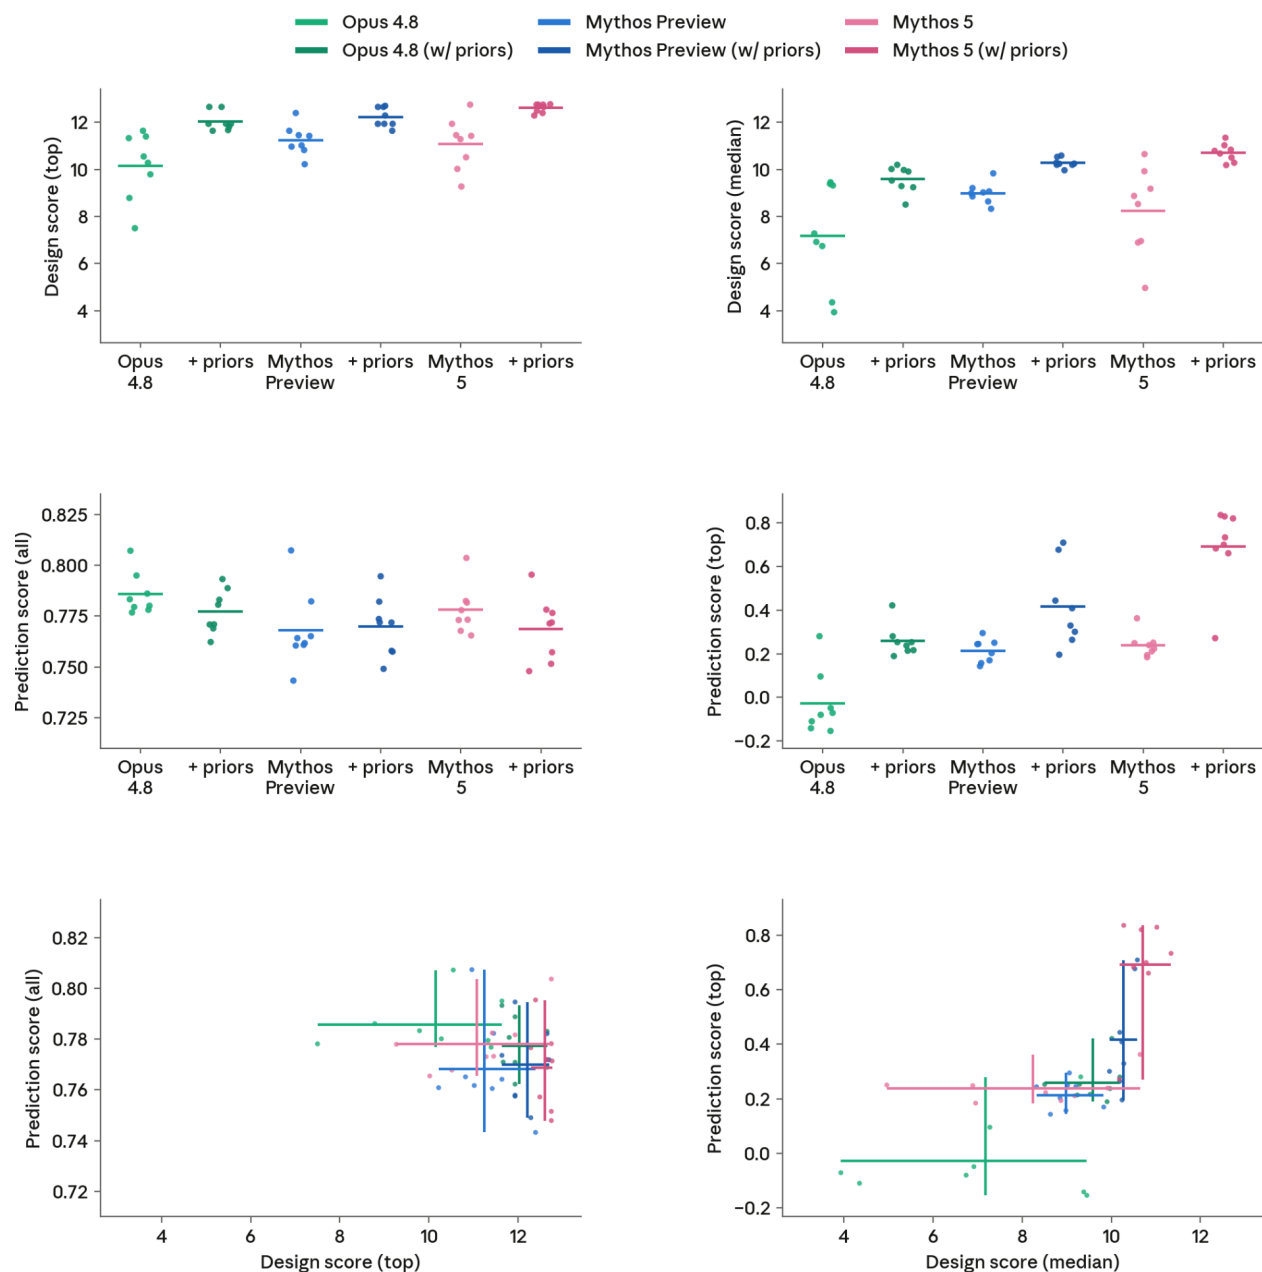 Opus 4.8
Mythos Preview
Mythos 5
Opus 4.8 (w/ priors)
Mythos Preview (w/ priors)
Mythos 5 (w/ priors)
Design score (top)
12
10
8
6
4
Opus
4.8
+ priors
Mythos
Preview
+ priors
Mythos
5
+ priors
Design score (median)
12
10
8
6
4
Opus
4.8
+ priors
Mythos
Preview
+ priors
Mythos
5
+ priors
Prediction score (all)
0.825
0.800
0.775
0.750
0.725
Opus
4.8
+ priors
Mythos
Preview
+ priors
Mythos
5
+ priors
Prediction score (top)
0.8
0.6
0.4
0.2
0.0
−0.2
Opus
4.8
+ priors
Mythos
Preview
+ priors
Mythos
5
+ priors
Prediction score (all)
0.82
0.80
0.78
0.76
0.74
0.72
4 6 8 10 12
Design score (top)
Prediction score (top)
0.8
0.6
0.4
0.2
0.0
−0.2
4 6 8 10 12
Design score (median)